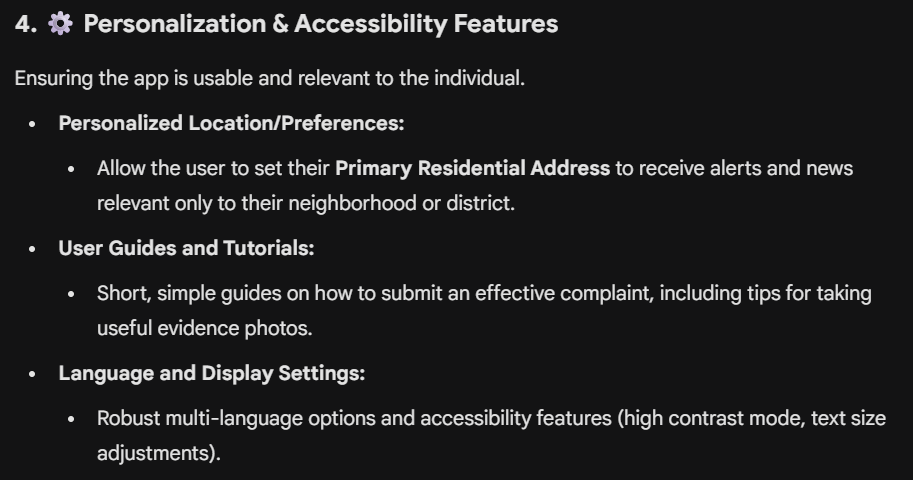 4. ⚙️ Personalization & Accessibility Features
Ensuring the app is usable and relevant to the individual.
• Personalized Location/Preferences:
• Allow the user to set their Primary Residential Address to receive alerts and news
relevant only to their neighborhood or district.
• User Guides and Tutorials:
• Short, simple guides on how to submit an effective complaint, including tips for taking
useful evidence photos.
• Language and Display Settings:
• Robust multi-language options and accessibility features (high contrast mode, text size
adjustments).